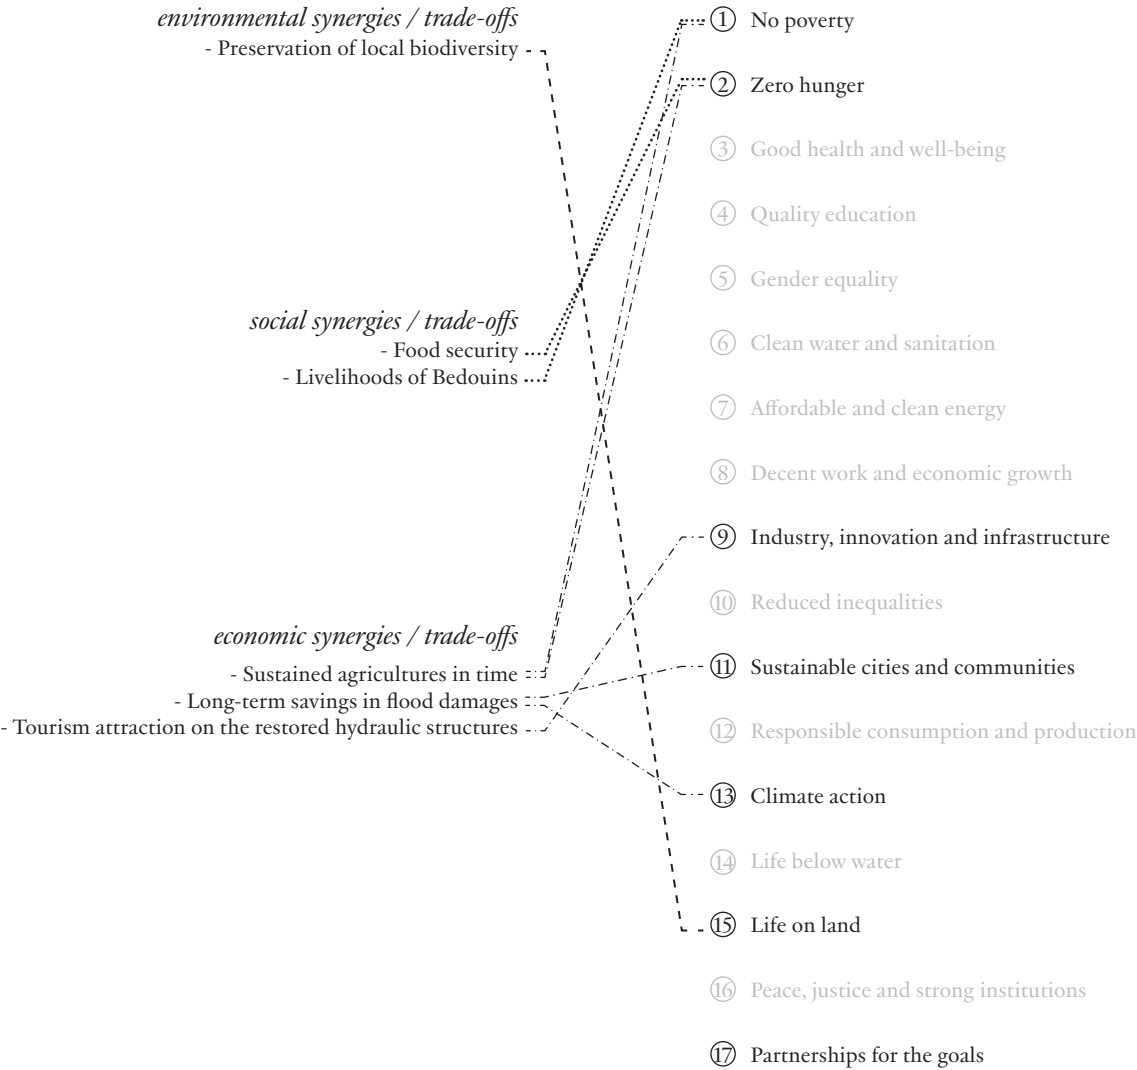 environmental synergies / trade-offs
- Preservation of local biodiversity
social synergies / trade-offs
- Food security
- Livelihoods of Bedouins
economic synergies / trade-offs
- Sustained agricultures in time
- Long-term savings in flood damages
- Tourism attraction on the restored hydraulic structures
1 No poverty
2 Zero hunger
3 Good health and well-being
4 Quality education
5 Gender equality
6 Clean water and sanitation
7 Affordable and clean energy
8 Decent work and economic growth
9 Industry, innovation and infrastructure
10 Reduced inequalities
11 Sustainable cities and communities
12 Responsible consumption and production
13 Climate action
14 Life below water
15 Life on land
16 Peace, justice and strong institutions
17 Partnerships for the goals